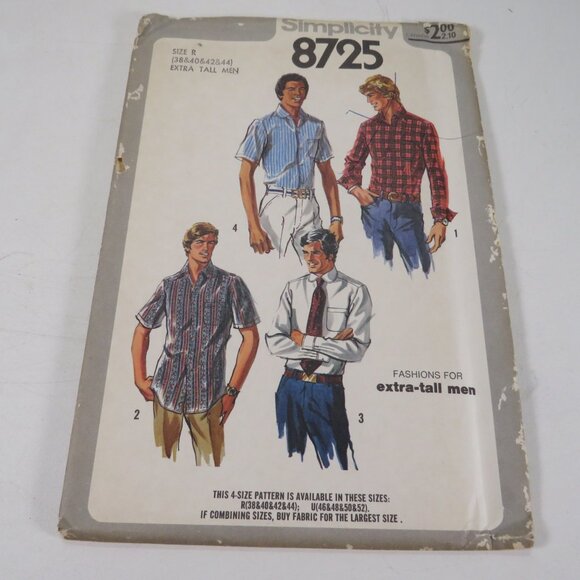 Simplicity
8725
$2.00
2.10
SIZE R
(38&40&42&44)
EXTRA TALL MEN
4
1
2
3
FASHIONS FOR
extra-tall men
THIS 4-SIZE PATTERN IS AVAILABLE IN THESE SIZES:
R(38&40&42&44); U(46&48&50&52).
IF COMBINING SIZES, BUY FABRIC FOR THE LARGEST SIZE.